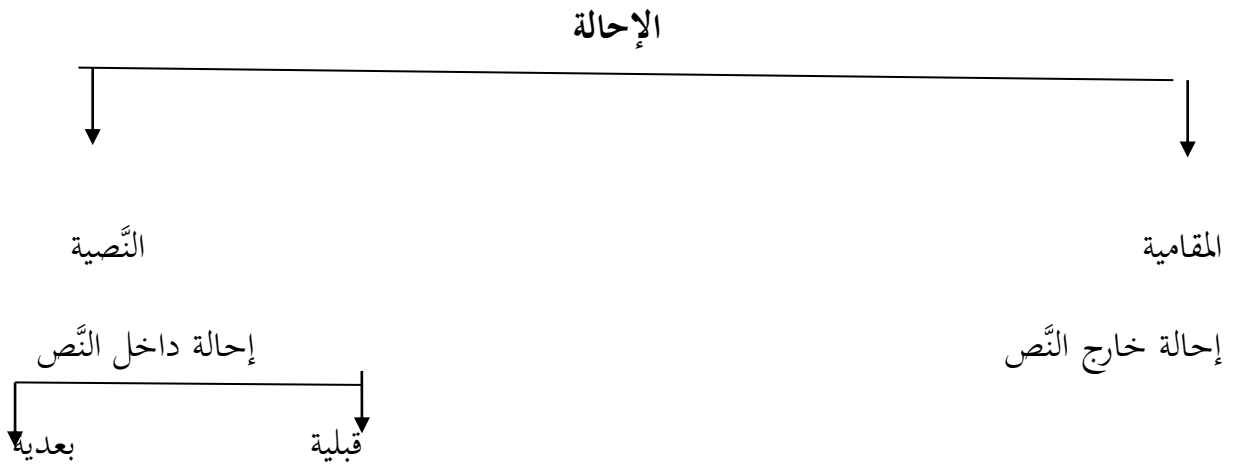 الإحالة
المقامية النَّصية
إحالة خارج النَّص إحالة داخل النَّص
قبلية بعدية